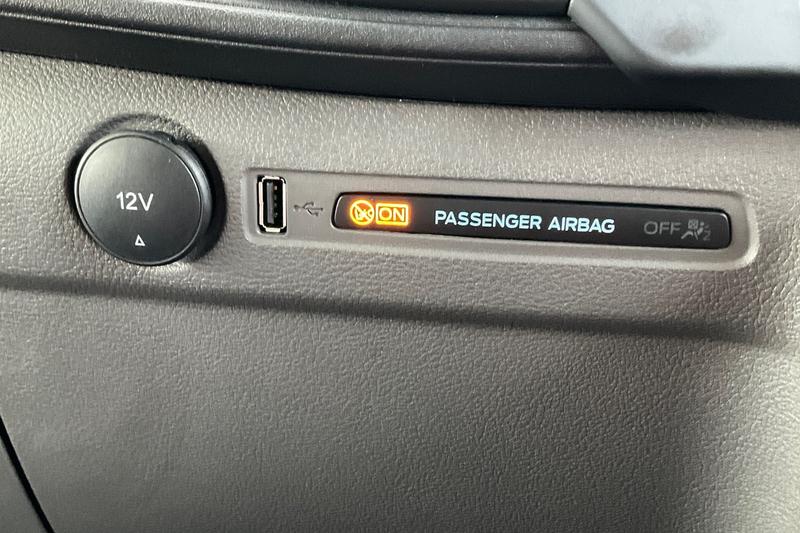 12V
ON PASSENGER AIRBAG OFF